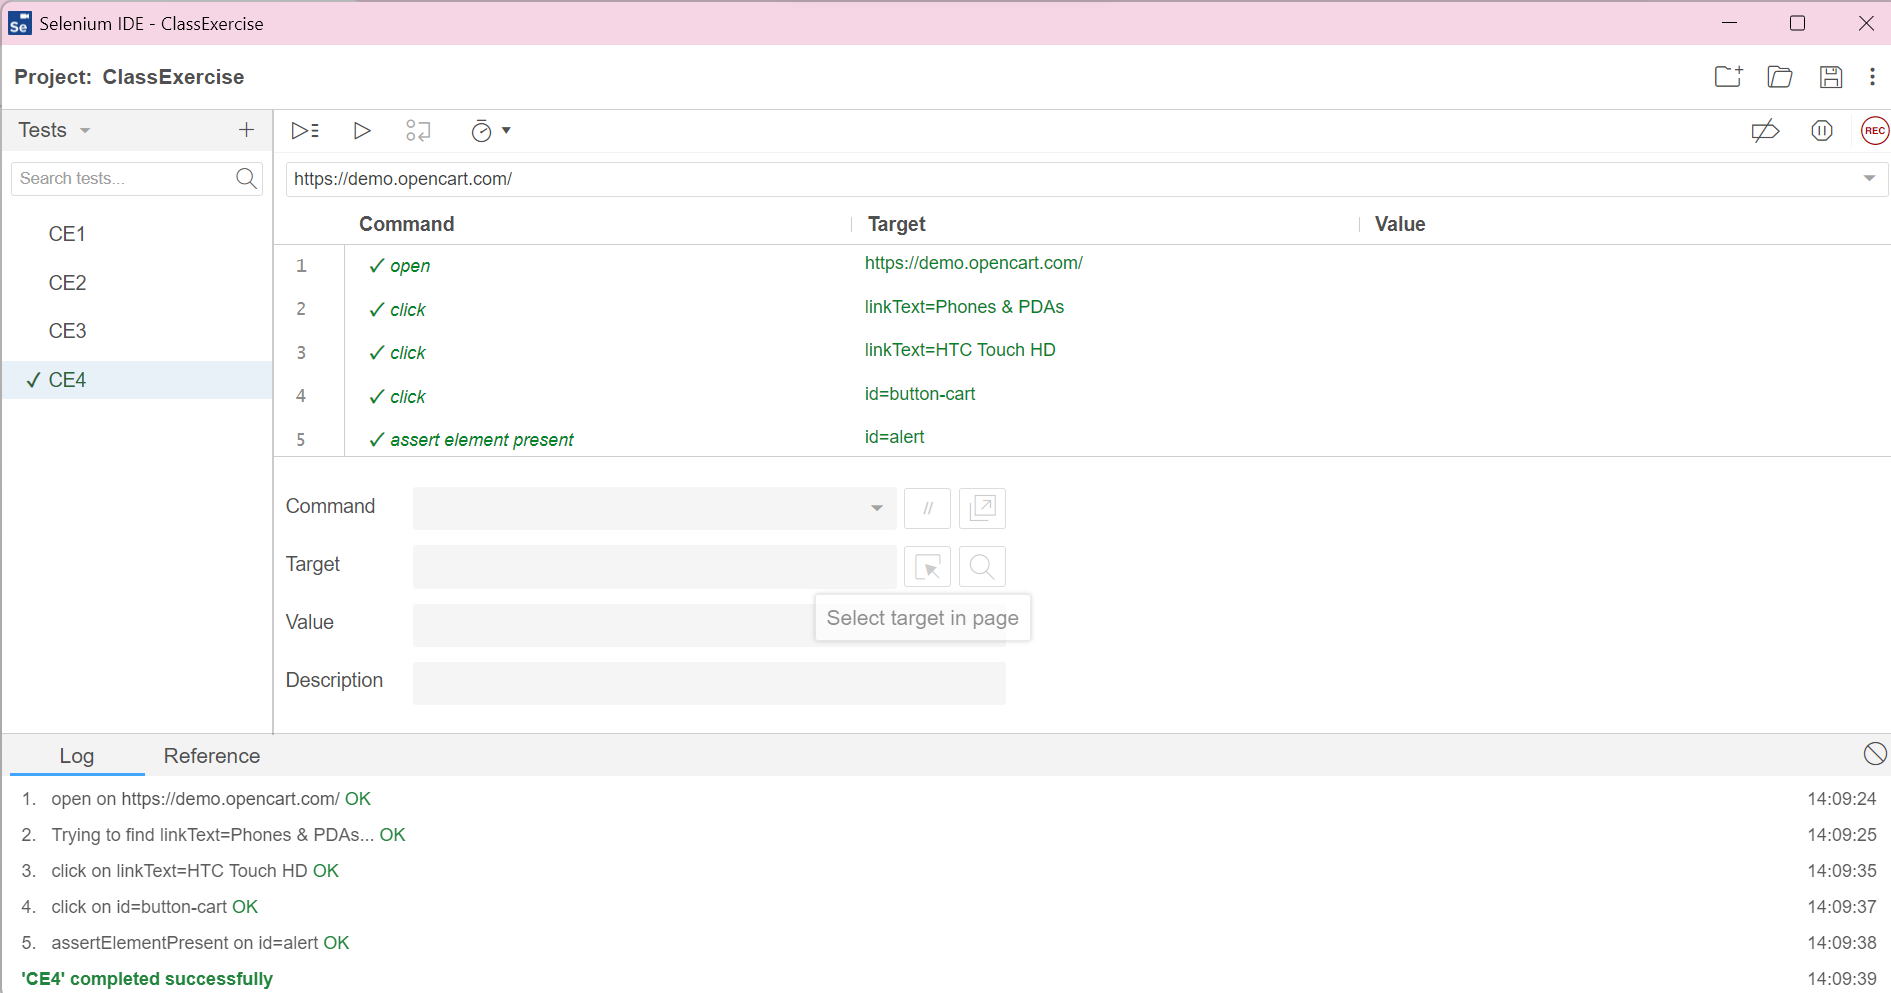 Se Selenium IDE - ClassExercise
Project: ClassExercise
Tests
Search tests...
CE1
CE2
CE3
✓ CE4
REC
https://demo.opencart.com/
Command Target Value
1 ✓ open https://demo.opencart.com/
2 ✓ click linkText=Phones & PDAs
3 ✓ click linkText=HTC Touch HD
4 ✓ click id=button-cart
5 ✓ assert element present id=alert
Command //
Target
Select target in page
Value
Description
Log Reference
1. open on https://demo.opencart.com/ OK 14:09:24
2. Trying to find linkText=Phones & PDAs... OK 14:09:25
3. click on linkText=HTC Touch HD OK 14:09:35
4. click on id=button-cart OK 14:09:37
5. assertElementPresent on id=alert OK 14:09:38
'CE4' completed successfully 14:09:39